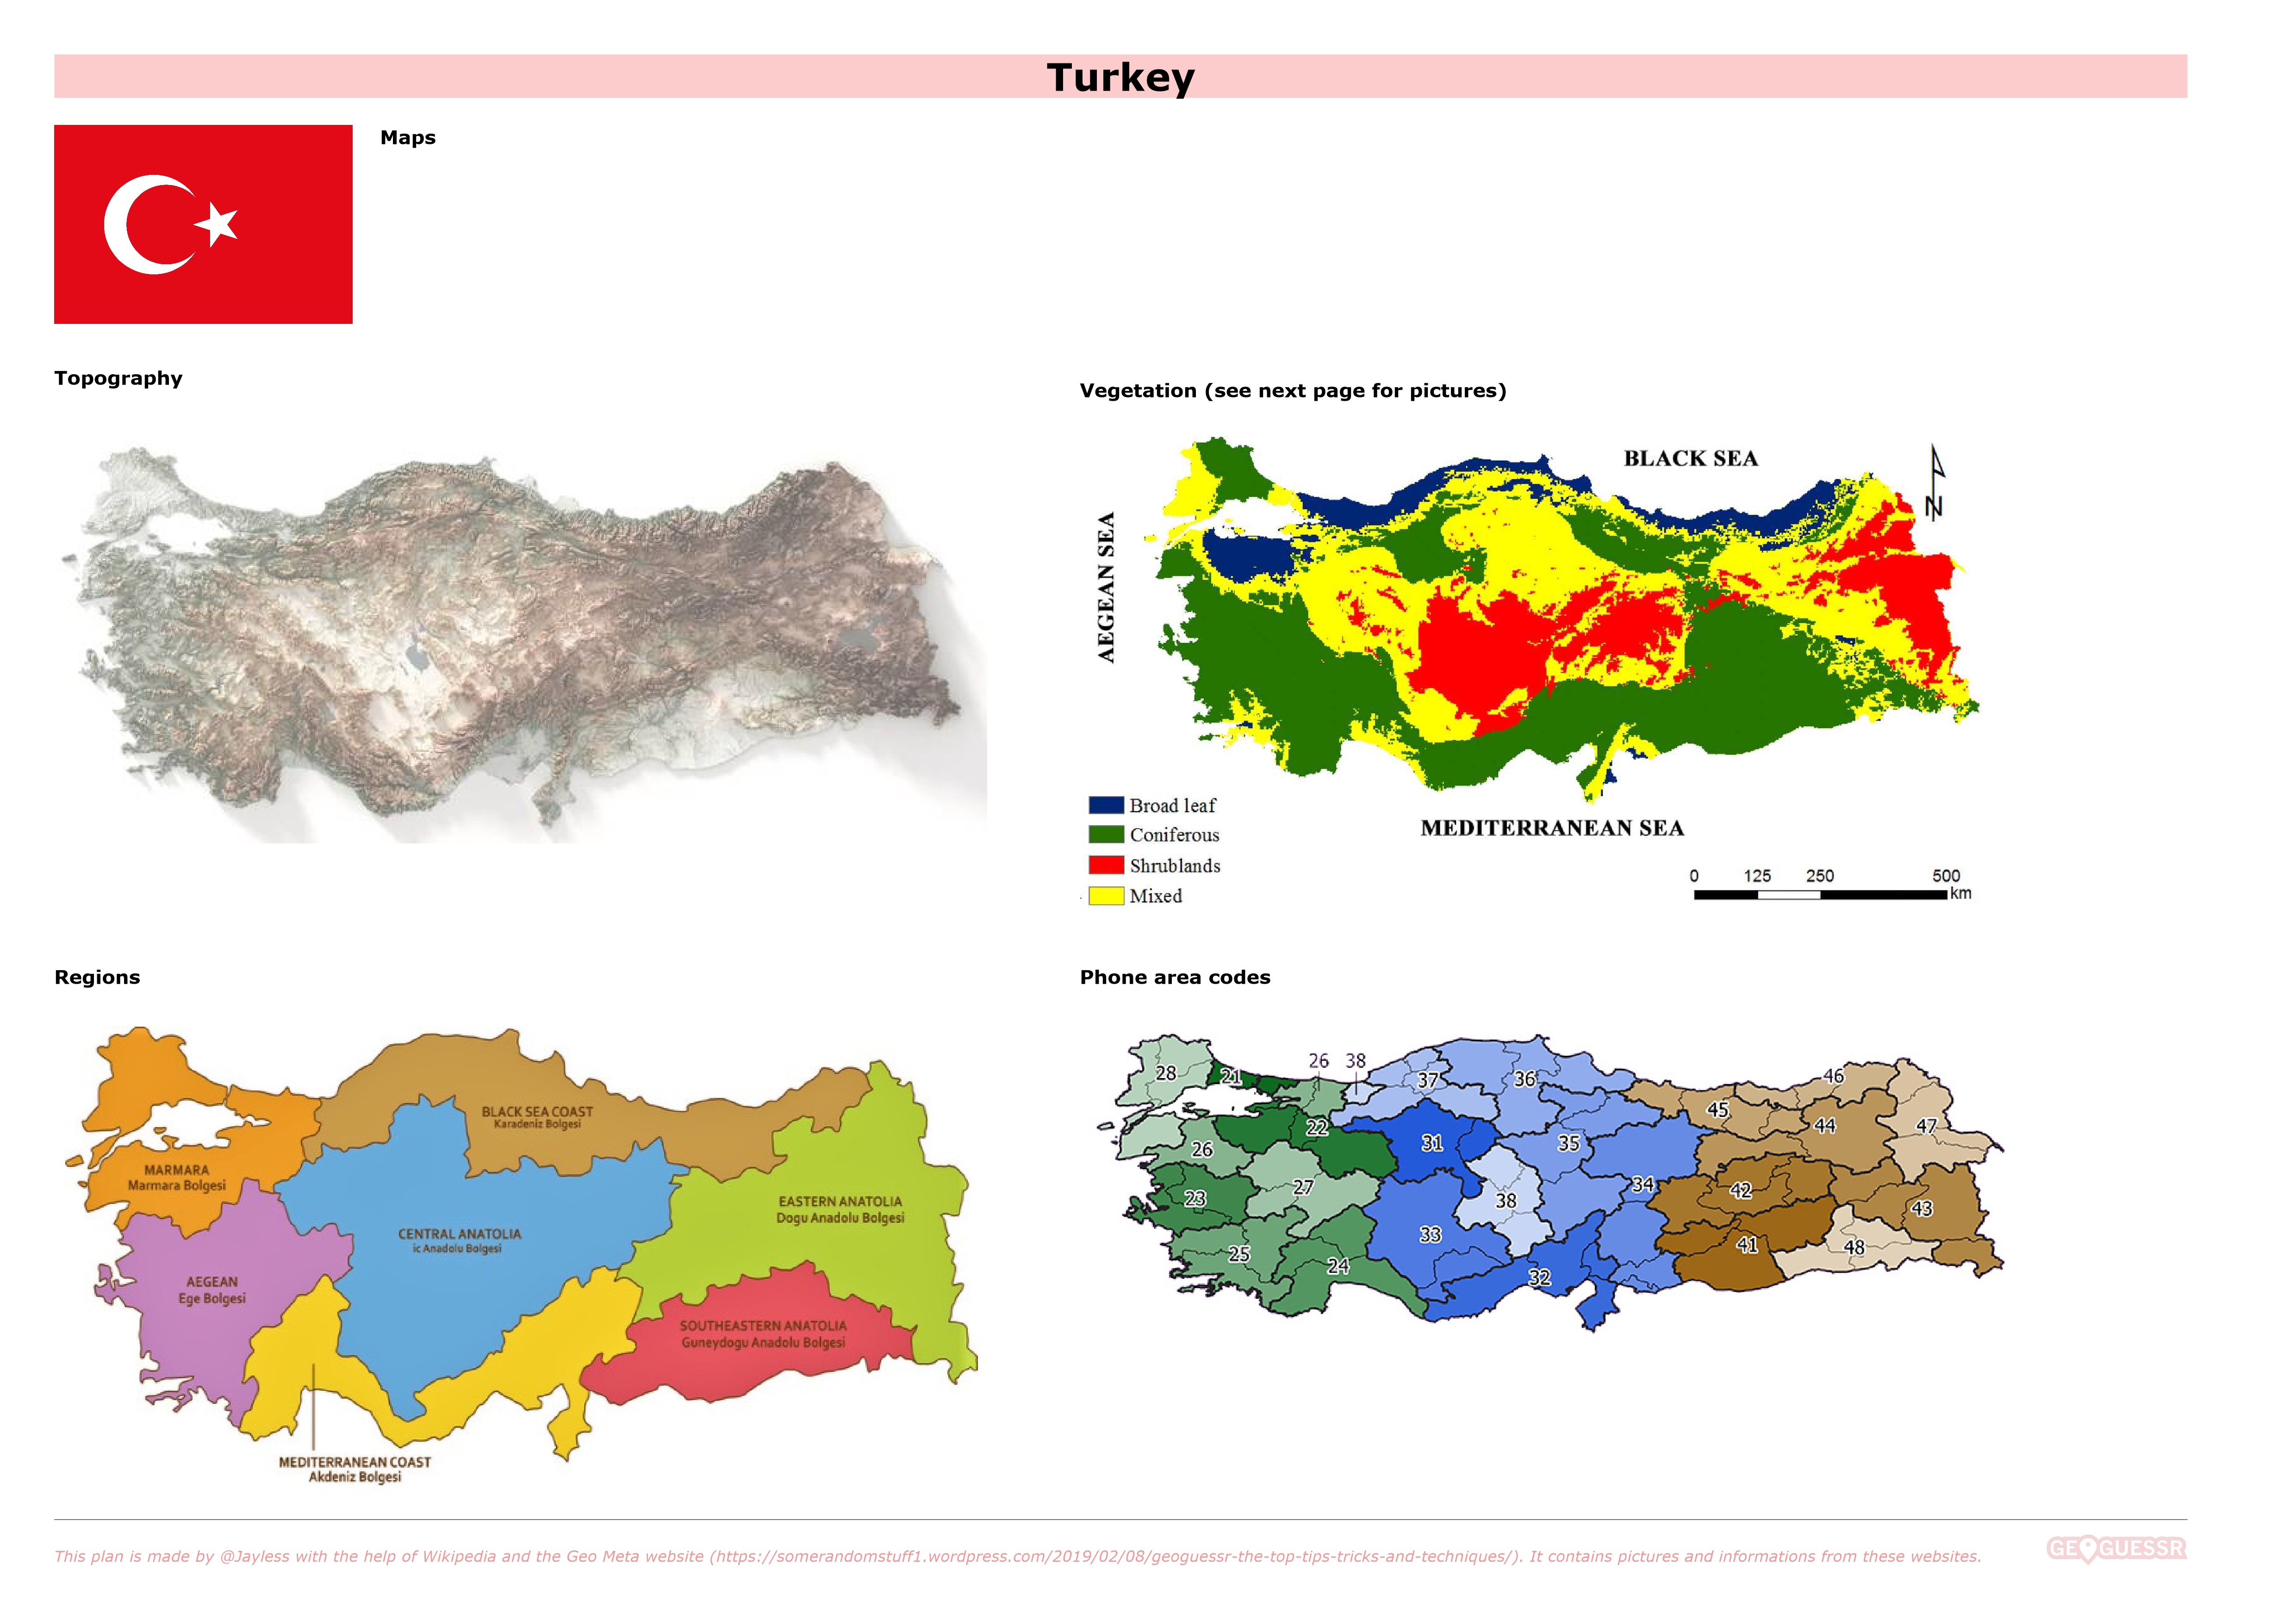 Turkey
Maps
Topography
Vegetation (see next page for pictures)
BLACK SEA
N
AEGEAN SEA
Broad leaf
Coniferous
Shrublands
Mixed
MEDITERRANEAN SEA
0 125 250 500
km
Regions
BLACK SEA COAST
Karadeniz Bolgesi
MARMARA
Marmara Bolgesi
EASTERN ANATOLIA
Dogu Anadolu Bolgesi
CENTRAL ANATOLIA
ic Anadolu Bolgesi
AEGEAN
Ege Bolgesi
SOUTHEASTERN ANATOLIA
Guneydogu Anadolu Bolgesi
MEDITERRANEAN COAST
Akdeniz Bolgesi
Phone area codes
26 38
28 21 37 36 46
45 44 47
22 31 35
26
27 38 34 42
23 43
33 41 48
25 24 32
This plan is made by @Jayless with the help of Wikipedia and the Geo Meta website (https://somerandomstuff1.wordpress.com/2019/02/08/geoguessr-the-top-tips-tricks-and-techniques/). It contains pictures and informations from these websites.
GEOGUESSR